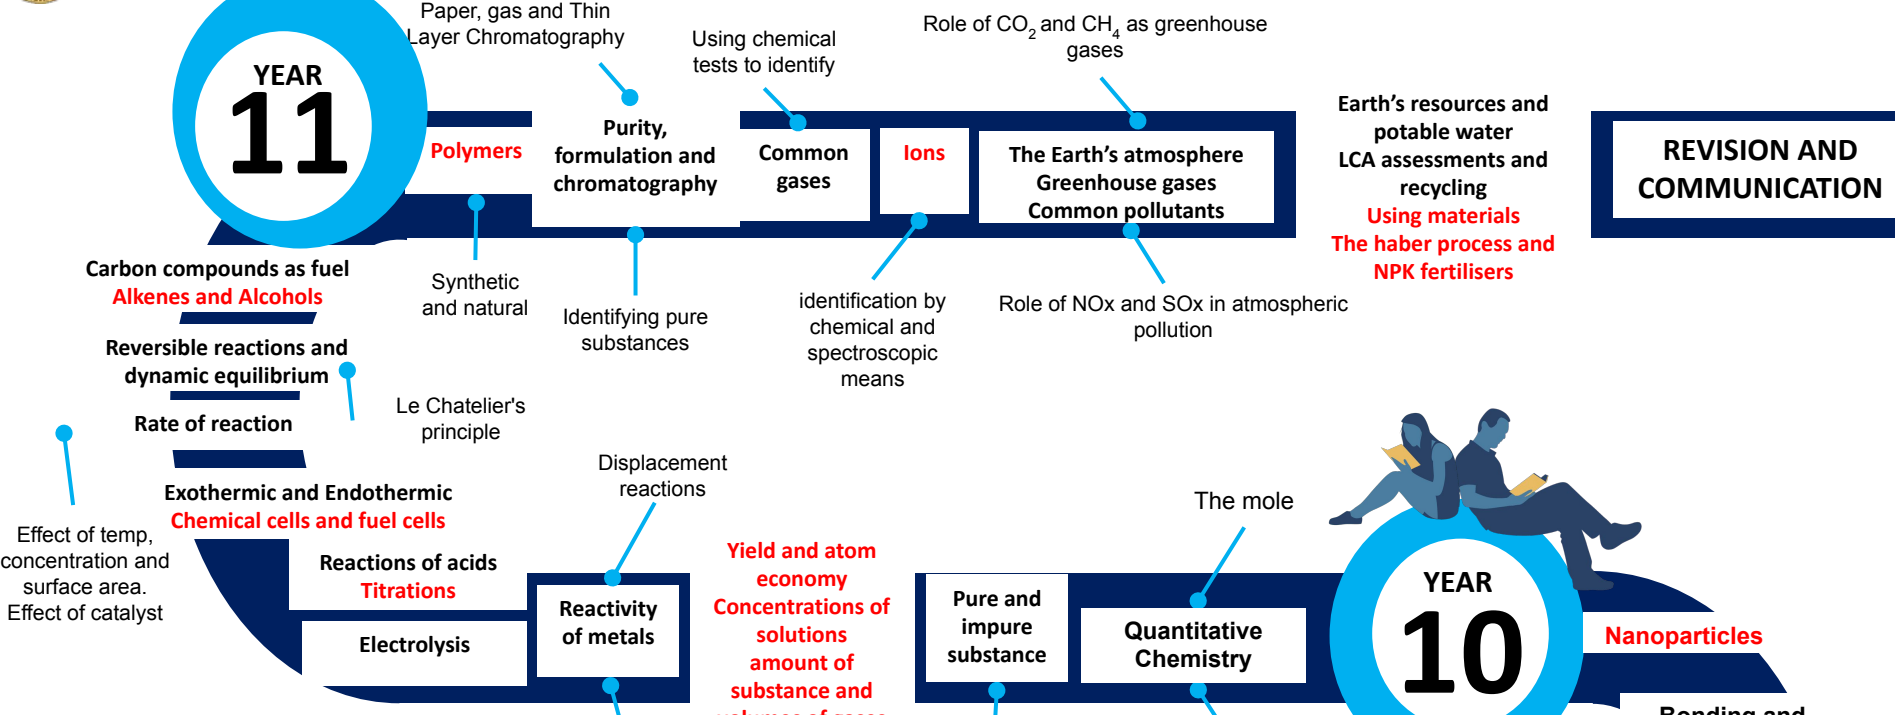 Paper, gas and Thin
Layer Chromatography
Using chemical
tests to identify
Role of CO2 and CH4 as greenhouse
gases
YEAR
11
Polymers
Purity,
formulation and
chromatography
Common
gases
Ions
The Earth's atmosphere
Greenhouse gases
Common pollutants
Earth's resources and
potable water
LCA assessments and
recycling
Using materials
The haber process and
NPK fertilisers
REVISION AND
COMMUNICATION
Synthetic
and natural
Identifying pure
substances
identification by
chemical and
spectroscopic
means
Role of NOx and SOx in atmospheric
pollution
Carbon compounds as fuel
Alkenes and Alcohols
Reversible reactions and
dynamic equilibrium
Le Chatelier's
principle
Rate of reaction
Effect of temp,
concentration and
surface area.
Effect of catalyst
Exothermic and Endothermic
Chemical cells and fuel cells
Reactions of acids
Titrations
Electrolysis
Displacement
reactions
Reactivity
of metals
Yield and atom
economy
Concentrations of
solutions
amount of
substance and
volumes of gases
Pure and
impure
substance
The mole
Quantitative
Chemistry
YEAR
10
Nanoparticles
Bonding and